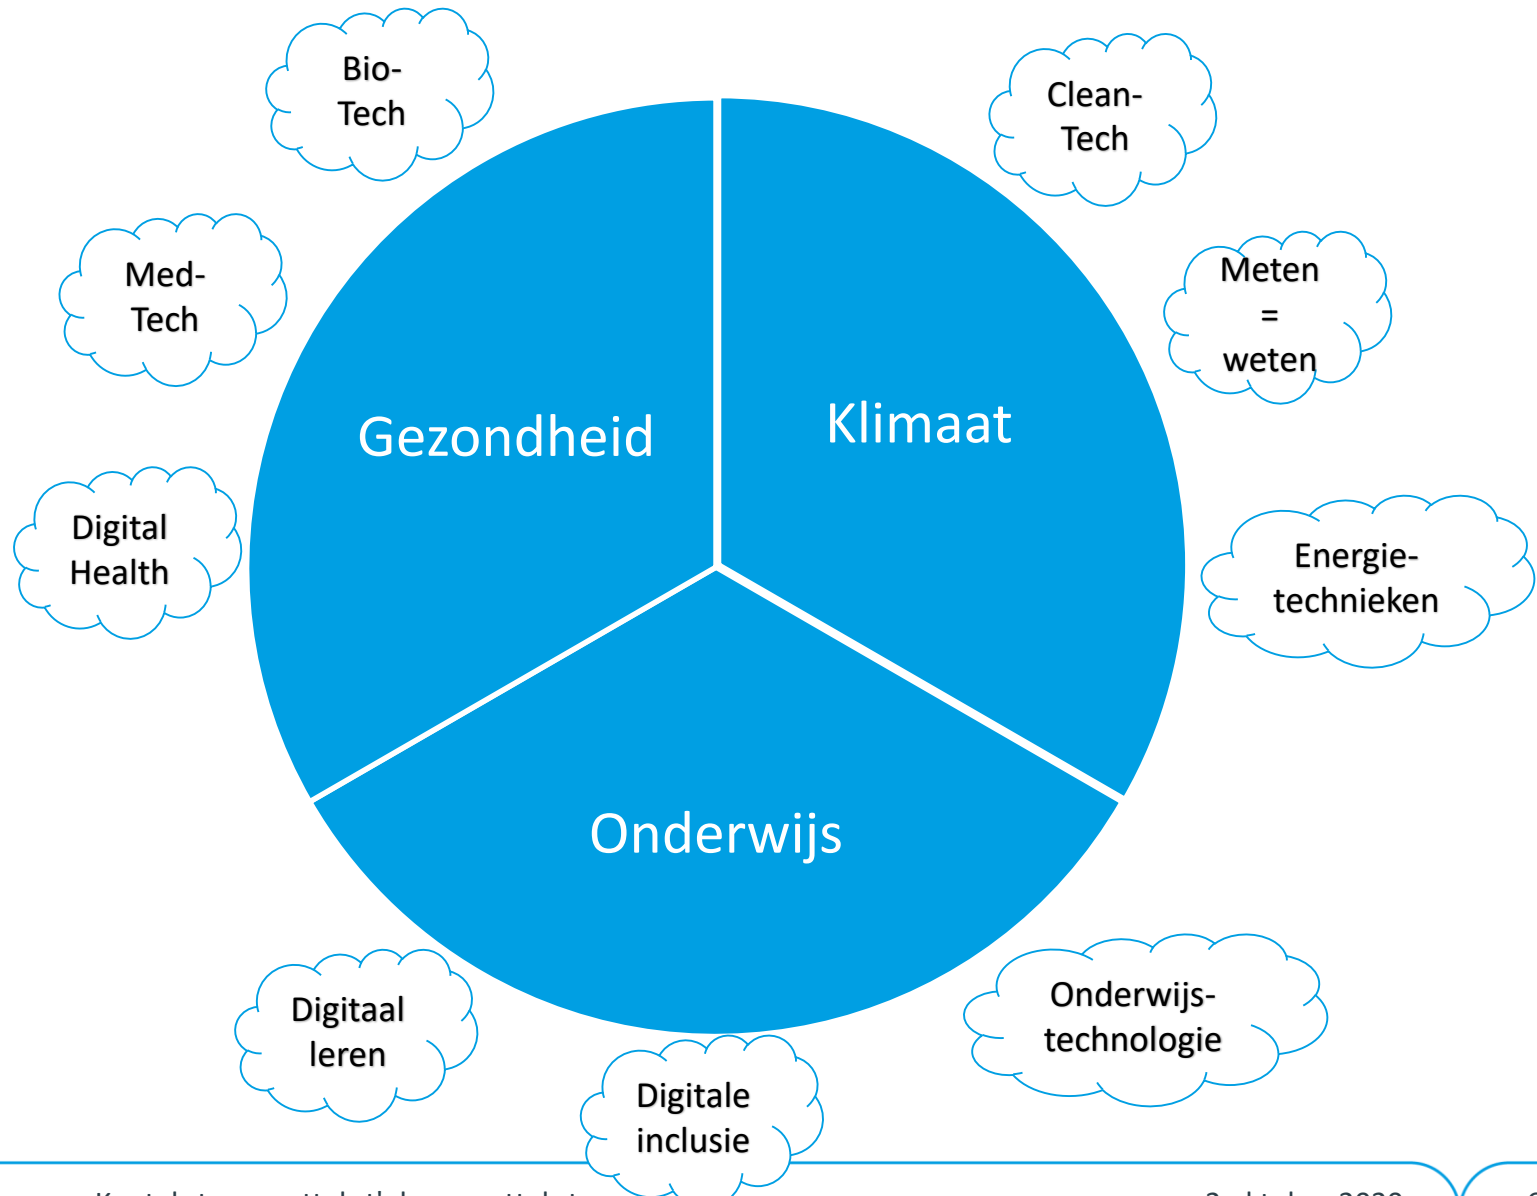 Bio-
Tech
Clean-
Tech
Med-
Tech
Meten
=
weten
Gezondheid
Klimaat
Digital
Health
Energie-
technieken
Onderwijs
Digitaal
leren
Onderwijs-
technologie
Digitale
inclusie